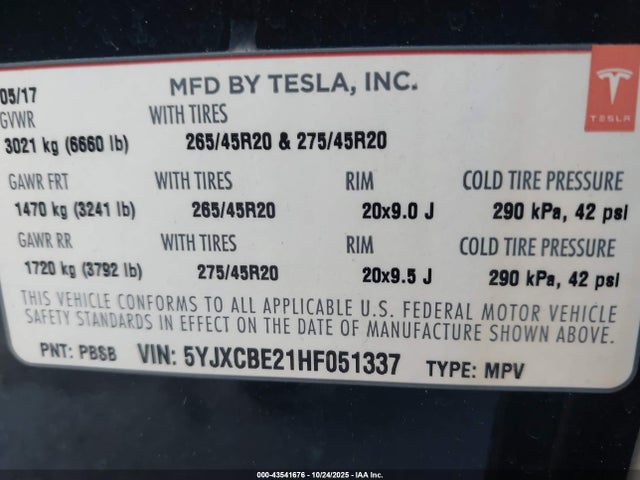 05/17 MFD BY TESLA, INC.
TESLA
GVWR WITH TIRES
3021 kg (6660 lb) 265/45R20 & 275/45R20
GAWR FRT WITH TIRES RIM COLD TIRE PRESSURE
1470 kg (3241 lb) 265/45R20 20x9.0 J 290 kPa, 42 psi
GAWR RR WITH TIRES RIM COLD TIRE PRESSURE
1720 kg (3792 lb) 275/45R20 20x9.5 J 290 kPa, 42 psi
THIS VEHICLE CONFORMS TO ALL APPLICABLE U.S. FEDERAL MOTOR VEHICLE
SAFETY STANDARDS IN EFFECT ON THE DATE OF MANUFACTURE SHOWN ABOVE.
PNT: PBSB VIN: 5YJXCBE21HF051337 TYPE: MPV
000-43541676 - 10/24/2025 - IAA Inc.